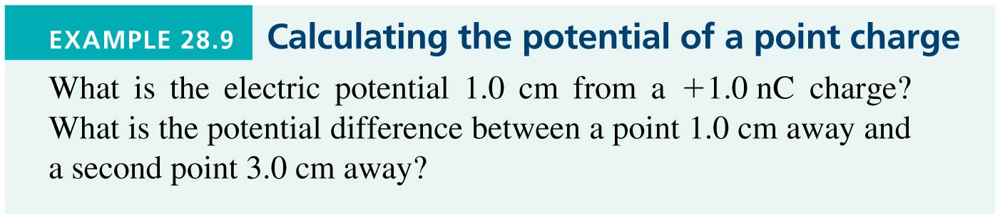 EXAMPLE 28.9 Calculating the potential of a point charge
What is the electric potential 1.0 cm from a +1.0 nC charge?
What is the potential difference between a point 1.0 cm away and
a second point 3.0 cm away?